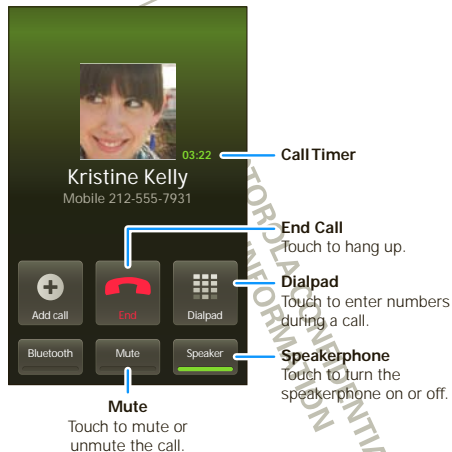 03:22
Call Timer
Kristine Kelly
Mobile 212-555-7931
End Call
Touch to hang up.
Dialpad
Touch to enter numbers
during a call.
Add call
End
Dialpad
Bluetooth
Mute
Speaker
Speakerphone
Touch to turn the
speakerphone on or off.
Mute
Touch to mute or
unmute the call.